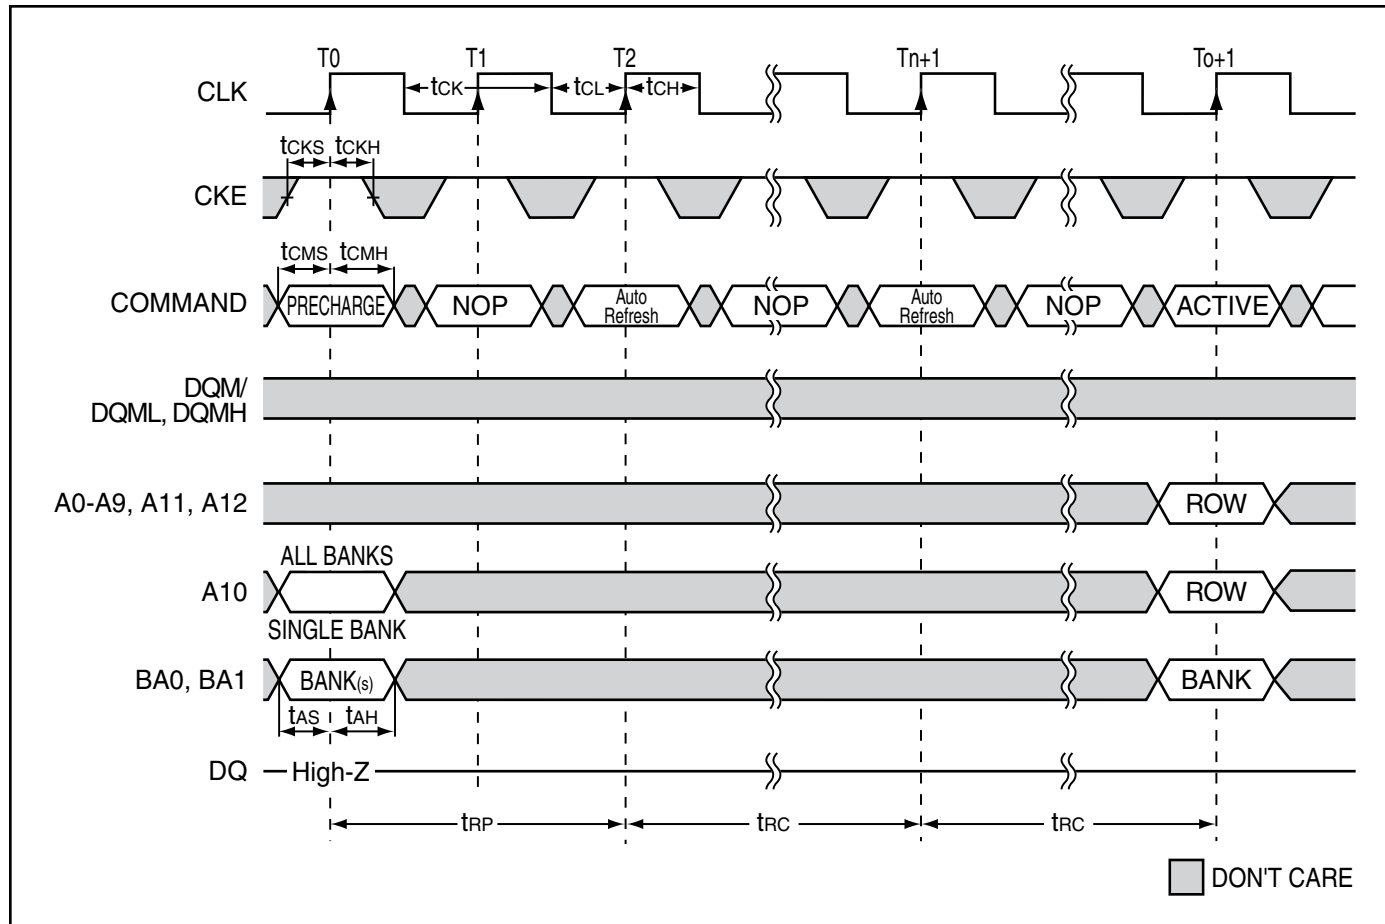 T0 T1 T2 Tn+1 To+1
CLK tCK tCL tCH
tCKS tCKH
CKE
tCMS tCMH
COMMAND PRECHARGE NOP Auto Refresh NOP Auto Refresh NOP ACTIVE
DQM/
DQML, DQMH
A0-A9, A11, A12 ROW
ALL BANKS
A10 ROW
SINGLE BANK
BA0, BA1 BANK(s) BANK
tAS tAH
DQ High-Z
tRP tRC tRC
DON'T CARE